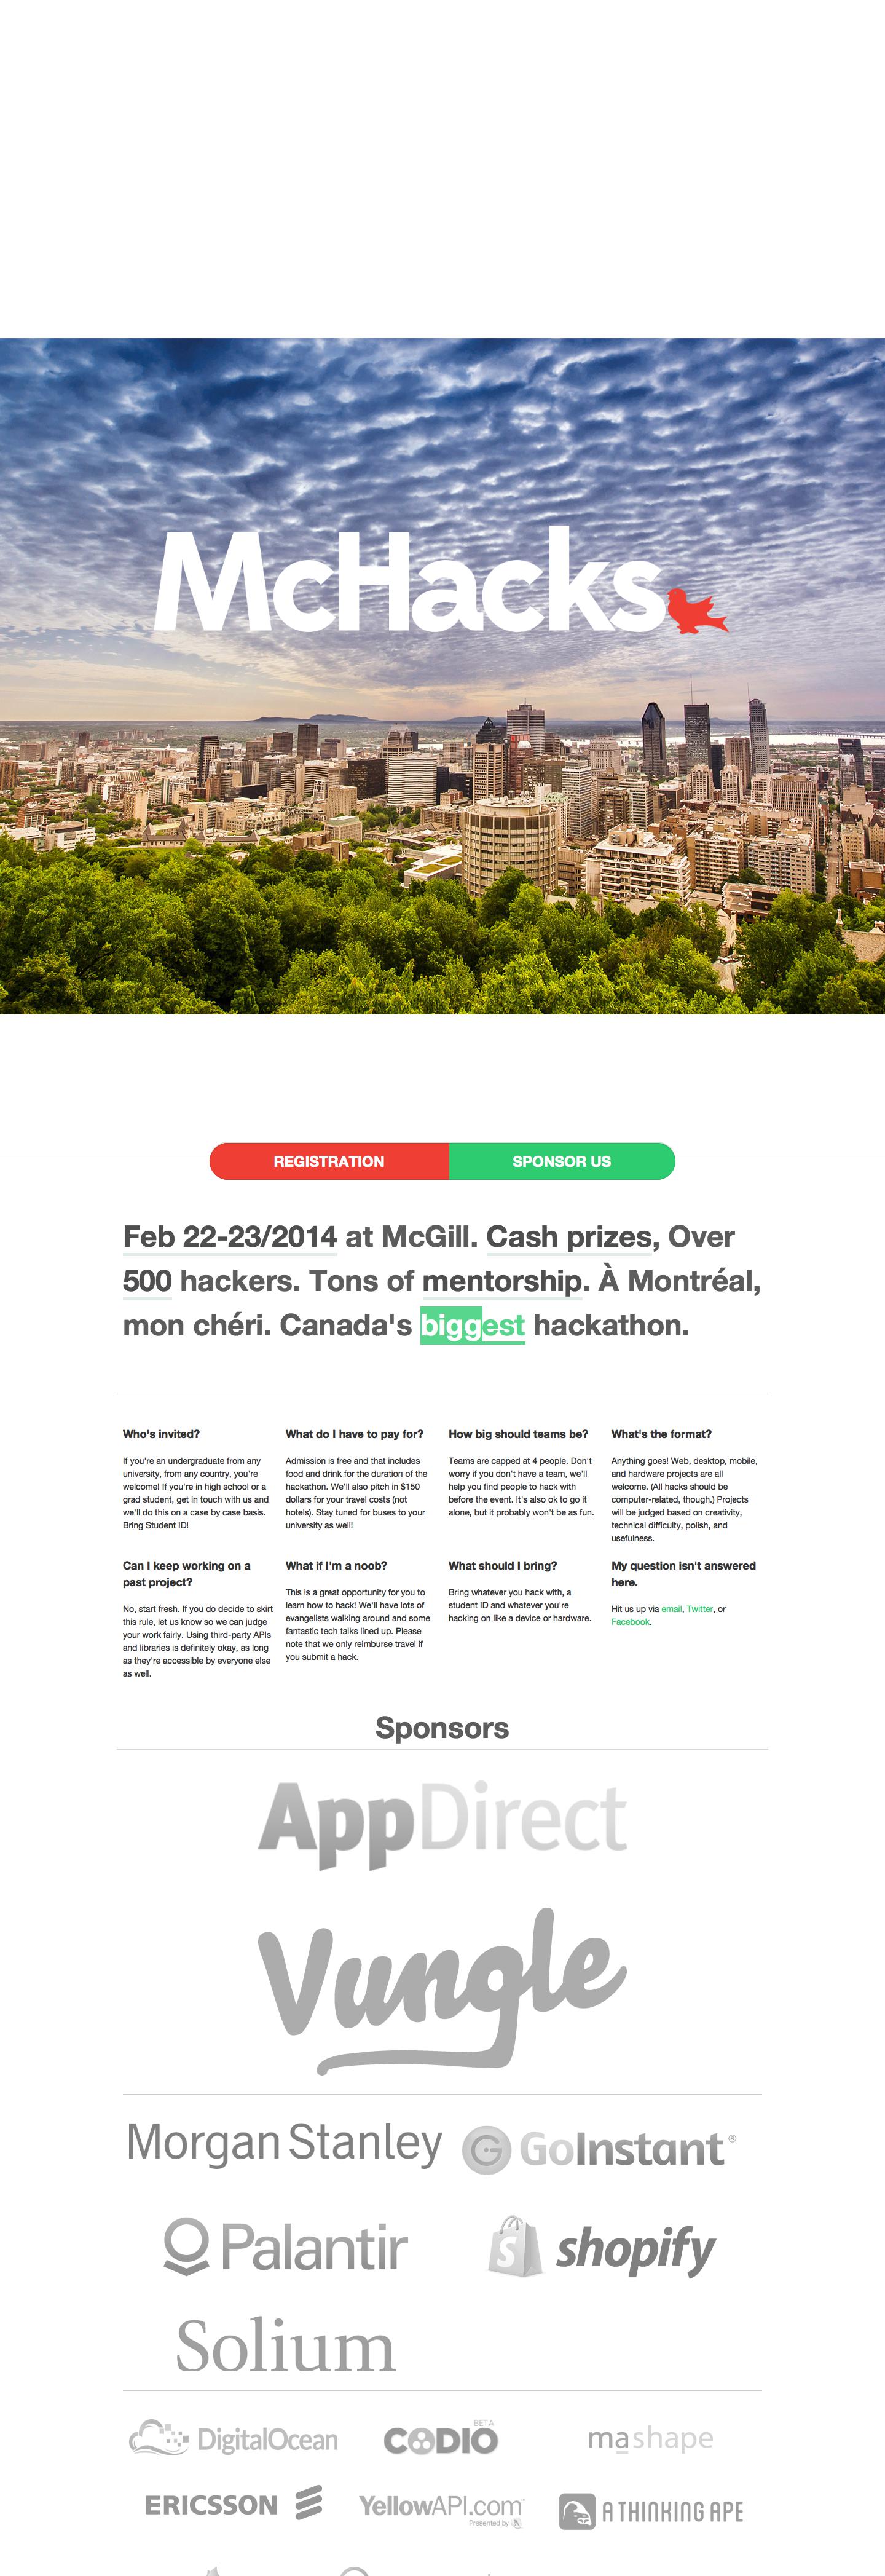 McHacks
REGISTRATION
SPONSOR US
Feb 22-23/2014 at McGill. Cash prizes, Over
500 hackers. Tons of mentorship. À Montréal,
mon chéri. Canada's biggest hackathon.
Who's invited?
If you're an undergraduate from any
university, from any country, you're
welcome! If you're in high school or a
grad student, get in touch with us and
we'll do this on a case by case basis.
Bring Student ID!
What do I have to pay for?
Admission is free and that includes
food and drink for the duration of the
hackathon. We'll also pitch in $150
dollars for your travel costs (not
hotels). Stay tuned for buses to your
university as well!
How big should teams be?
Teams are capped at 4 people. Don't
worry if you don't have a team, we'll
help you find people to hack with
before the event. It's also ok to go it
alone, but it probably won't be as fun.
What's the format?
Anything goes! Web, desktop, mobile,
and hardware projects are all
welcome. (All hacks should be
computer-related, though.) Projects
will be judged based on creativity,
technical difficulty, polish, and
usefulness.
Can I keep working on a
past project?
No, start fresh. If you do decide to skirt
this rule, let us know so we can judge
your work fairly. Using third-party APIs
and libraries is definitely okay, as long
as they're accessible by everyone else
as well.
What if I'm a noob?
This is a great opportunity for you to
learn how to hack! We'll have lots of
evangelists walking around and some
fantastic tech talks lined up. Please
note that we only reimburse travel if
you submit a hack.
What should I bring?
Bring whatever you hack with, a
student ID and whatever you're
hacking on like a device or hardware.
My question isn't answered
here.
Hit us up via email, Twitter, or
Facebook.
Sponsors
AppDirect
Vungle
Morgan Stanley
GoInstant®
Palantir
shopify
Solium
DigitalOcean
CODIO BETA
mashape
ERICSSON
YellowAPI.com™
Presented by
A THINKING APE